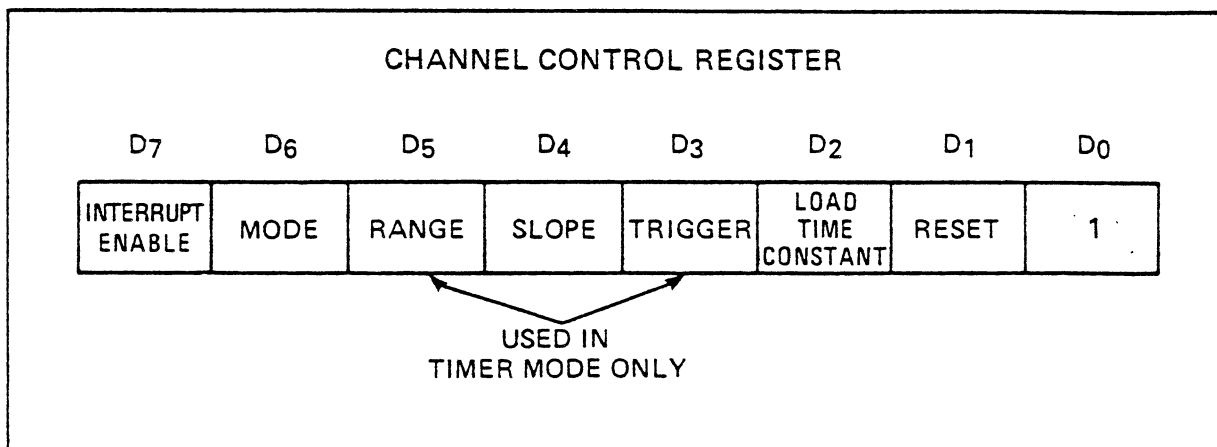 CHANNEL CONTROL REGISTER
D7 D6 D5 D4 D3 D2 D1 D0
INTERRUPT ENABLE MODE RANGE SLOPE TRIGGER LOAD TIME CONSTANT RESET 1
USED IN
TIMER MODE ONLY